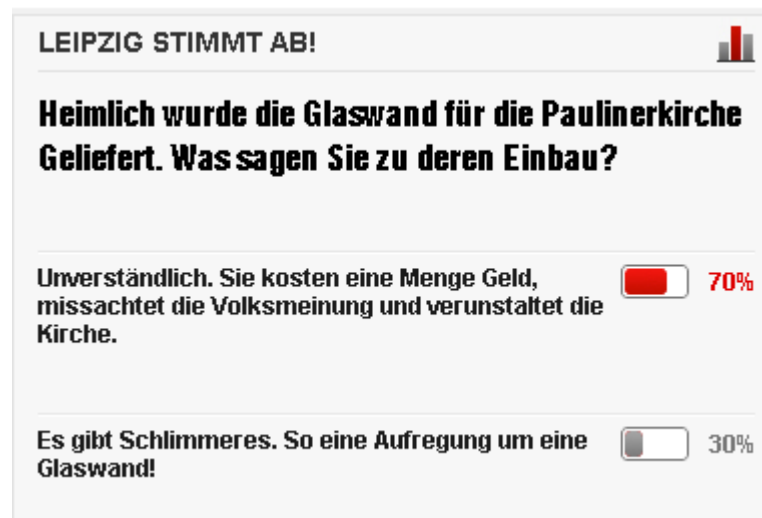 LEIPZIG STIMMT AB!
Heimlich wurde die Glaswand für die Paulinerkirche
Geliefert. Was sagen Sie zu deren Einbau?
Unverständlich. Sie kosten eine Menge Geld,
missachtet die Volksmeinung und verunstaltet die
Kirche.
70%
Es gibt Schlimmeres. So eine Aufregung um eine
Glaswand!
30%